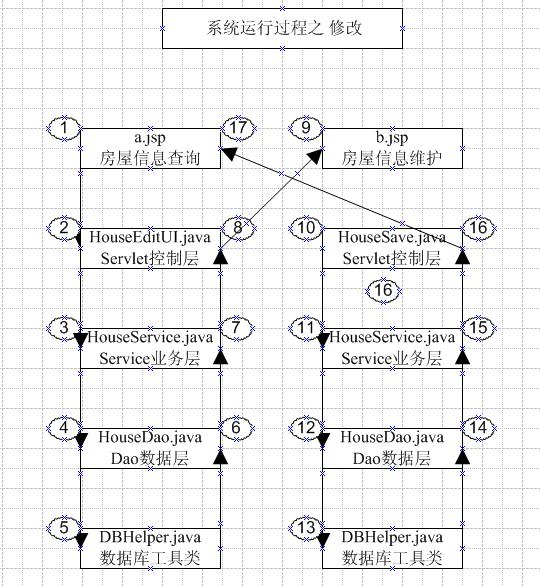 系统运行过程之 修改
1
17
9
a.jsp
房屋信息查询
b.jsp
房屋信息维护
2
8
10
16
HouseEditUI.java
Servlet控制层
HouseSave.java
Servlet控制层
16
3
7
11
15
HouseService.java
Service业务层
HouseService.java
Service业务层
4
6
12
14
HouseDao.java
Dao数据层
HouseDao.java
Dao数据层
5
13
DBHelper.java
数据库工具类
DBHelper.java
数据库工具类